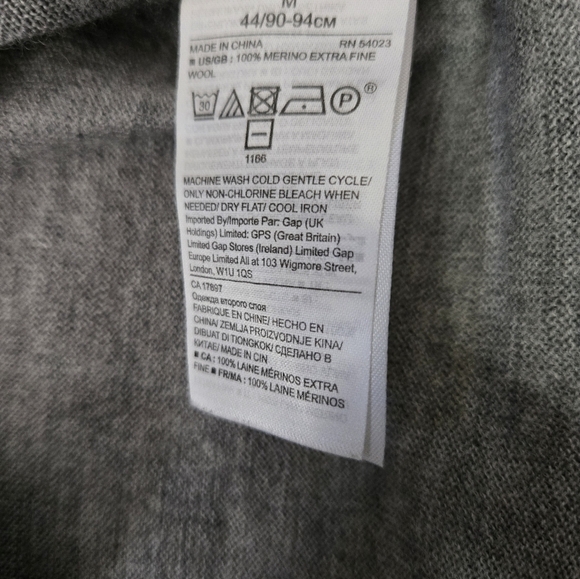 M
44/90-94CM
MADE IN CHINA RN 54023
■ US/GB : 100% MERINO EXTRA FINE
WOOL
30 P ®
1166
MACHINE WASH COLD GENTLE CYCLE/
ONLY NON-CHLORINE BLEACH WHEN
NEEDED/ DRY FLAT/ COOL IRON
Imported By/Importe Par: Gap (UK
Holdings) Limited: GPS (Great Britain)
Limited Gap Stores (Ireland) Limited Gap
Europe Limited All at 103 Wigmore Street,
London, W1U 1QS
CA 17897
Одежда второго слоя
FABRIQUE EN CHINE/ HECHO EN
CHINA/ ZEMLJA PROIZVODNJE KINA/
DIBUAT DI TIONGKOK/ СДЕЛАНО В
КИТАЕ/ MADE IN CIN
■ CA : 100% LAINE MÉRINOS EXTRA
FINE ■ FR/MA : 100% LAINE MÉRINOS